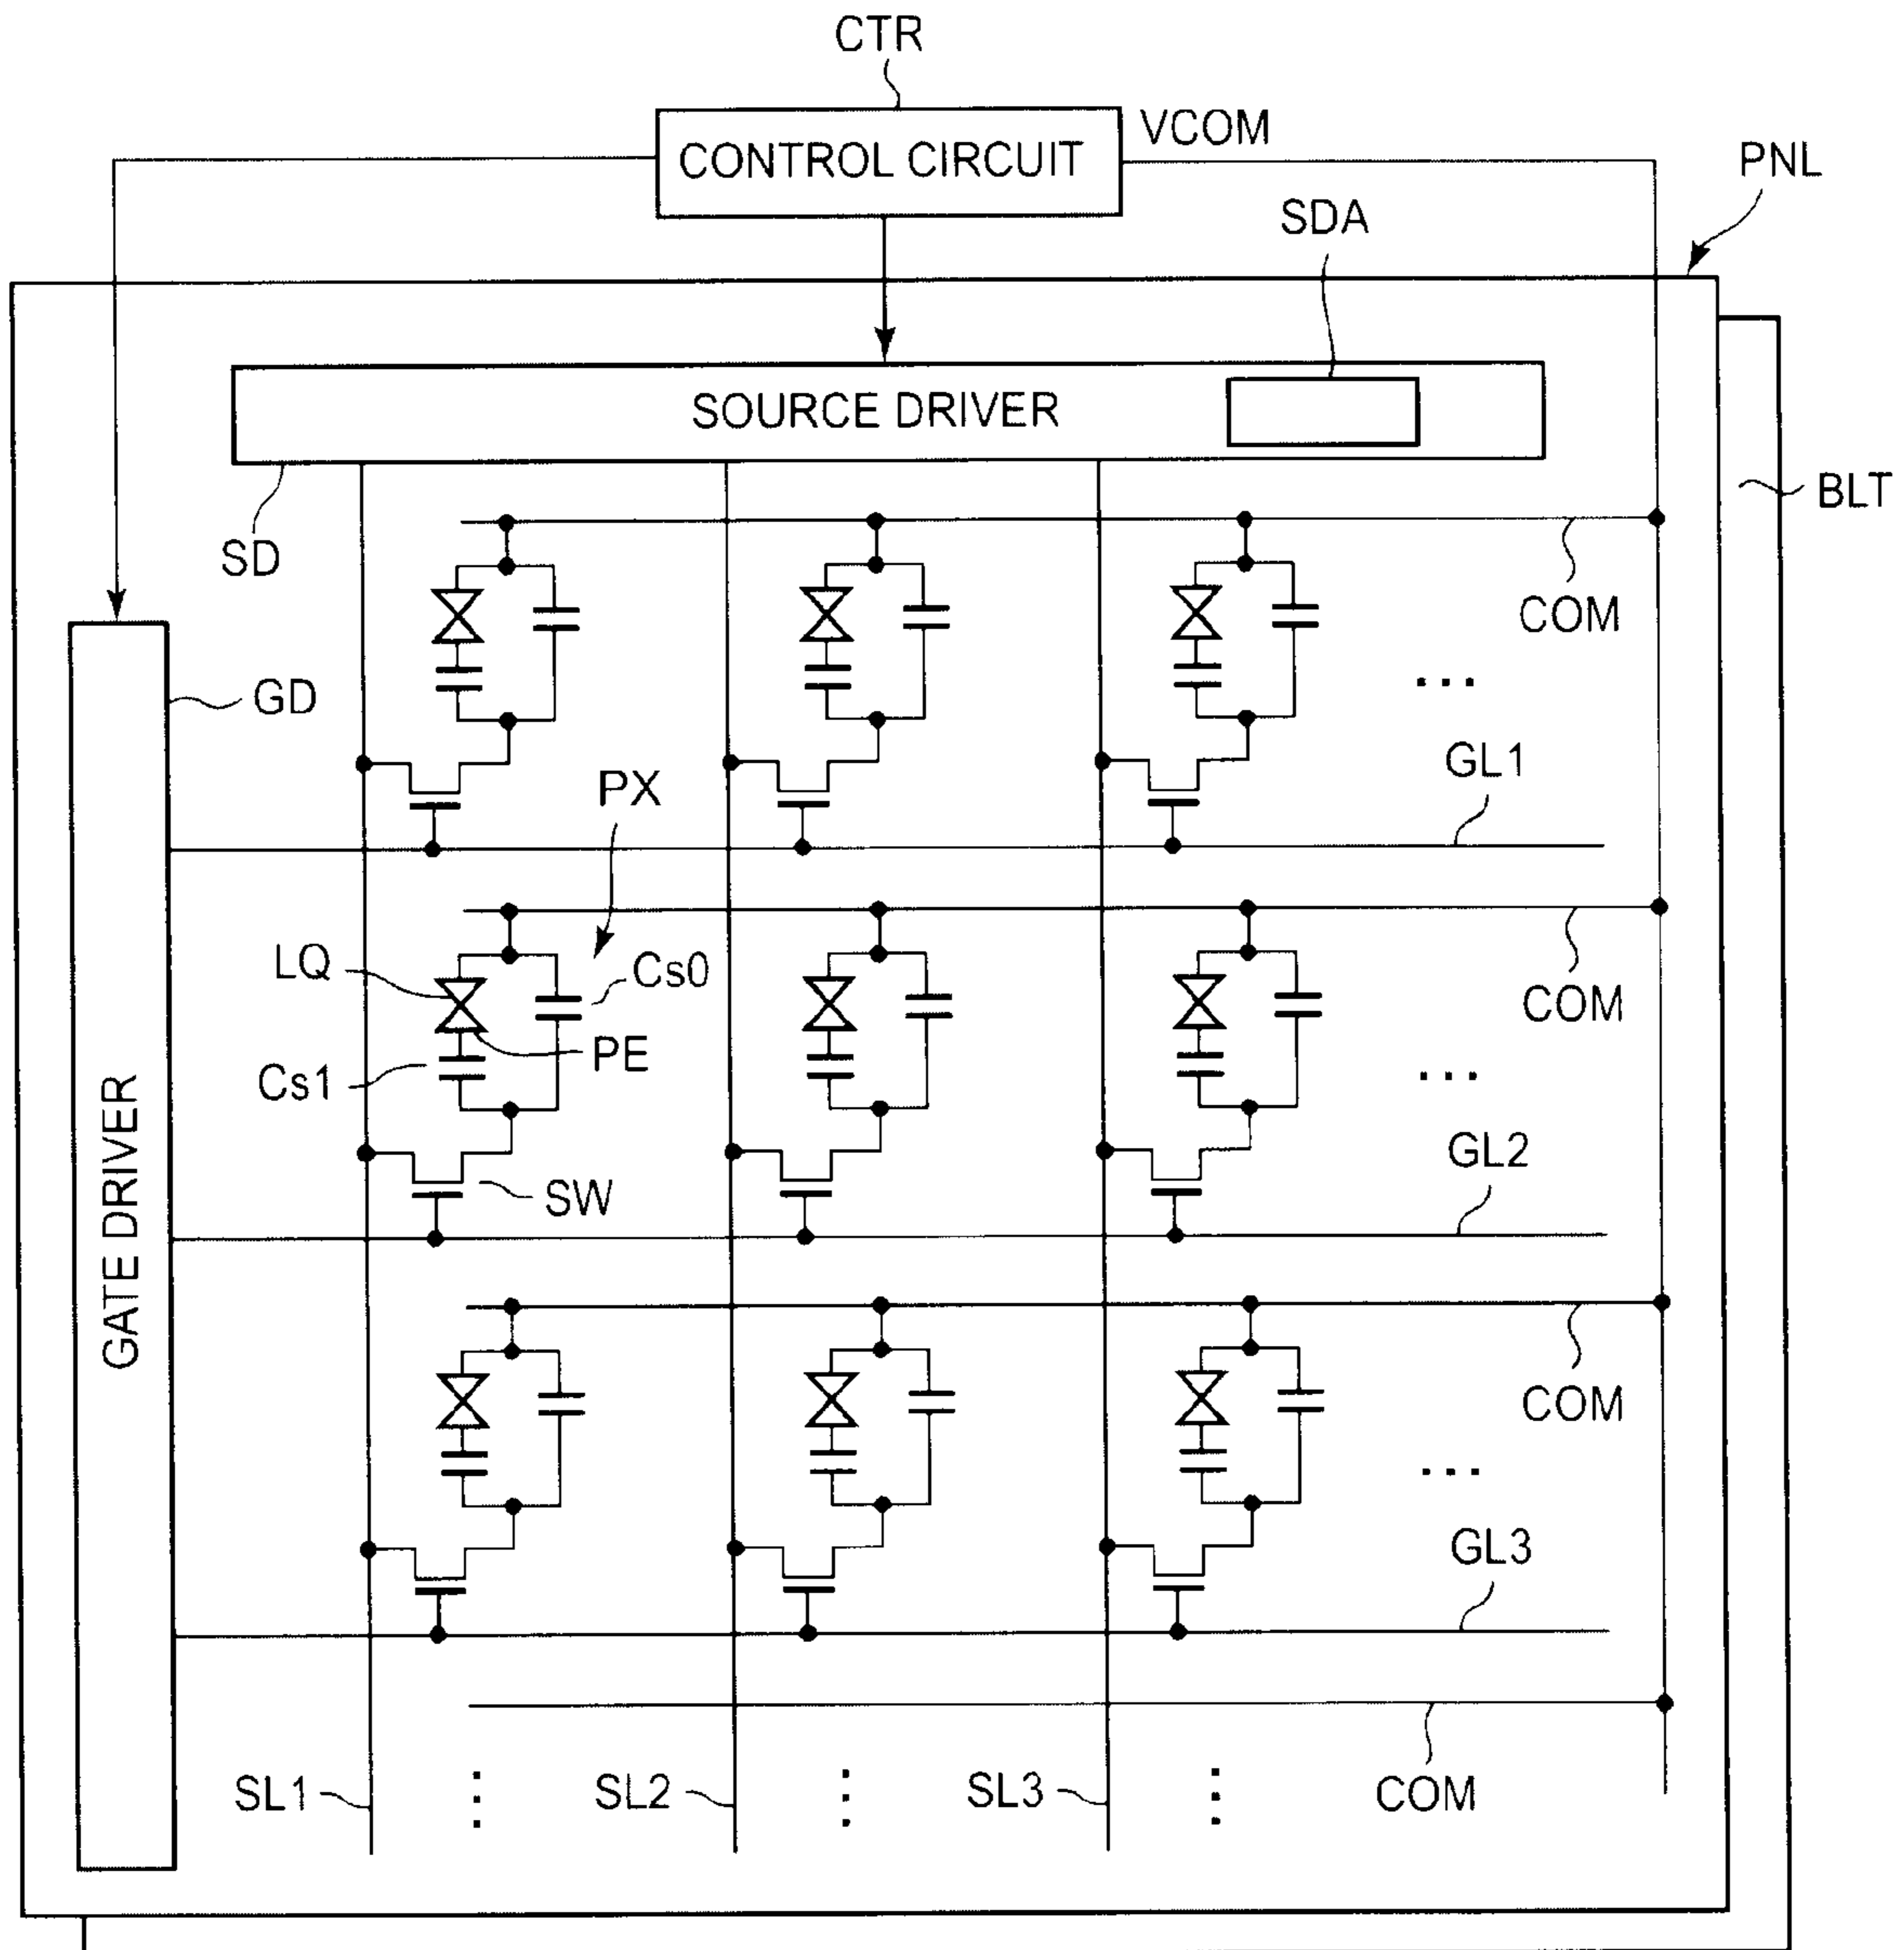 CTR
CONTROL CIRCUIT
VCOM
PNL
SDA
SOURCE DRIVER
BLT
SD
COM
GD
...
GL1
PX
LQ
Cs0
COM
PE
Cs1
...
GL2
SW
GATE DRIVER
COM
...
GL3
SL1
SL2
SL3
COM